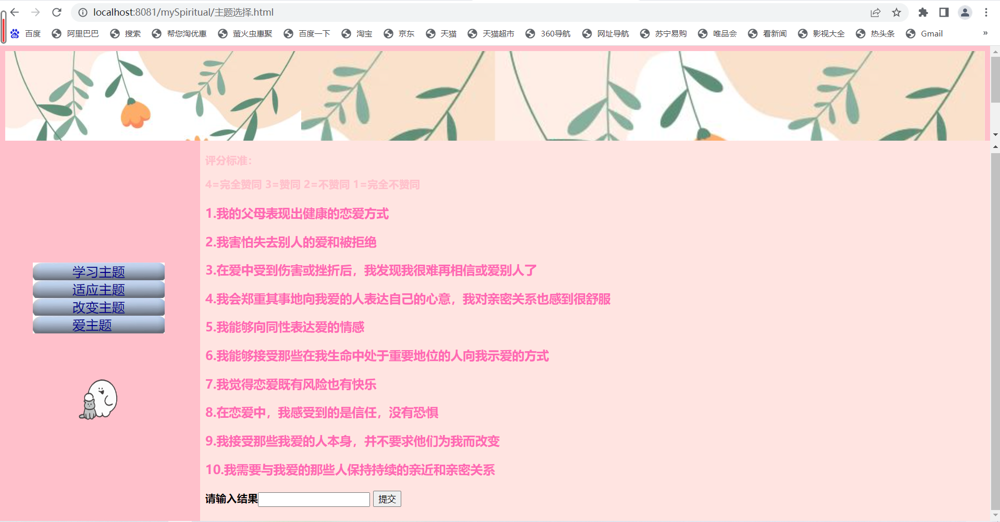 localhost:8081/mySpiritual/主题选择.html
百度 阿里巴巴 搜索 帮您淘优惠 萤火虫惠聚 百度一下 淘宝 京东 天猫 天猫超市 360导航 网址导航 苏宁易购 唯品会 看新闻 影视大全 热头条 Gmail »
评分标准：
4=完全赞同 3=赞同 2=不赞同 1=完全不赞同
1.我的父母表现出健康的恋爱方式
2.我害怕失去别人的爱和被拒绝
3.在爱中受到伤害或挫折后，我发现我很难再相信或爱别人了
4.我会郑重其事地向我爱的人表达自己的心意，我对亲密关系也感到很舒服
5.我能够向同性表达爱的情感
6.我能够接受那些在我生命中处于重要地位的人向我示爱的方式
7.我觉得恋爱既有风险也有快乐
8.在恋爱中，我感受到的是信任，没有恐惧
9.我接受那些我爱的人本身，并不要求他们为我而改变
10.我需要与我爱的那些人保持持续的亲近和亲密关系
请输入结果 提交
学习主题
适应主题
改变主题
爱主题